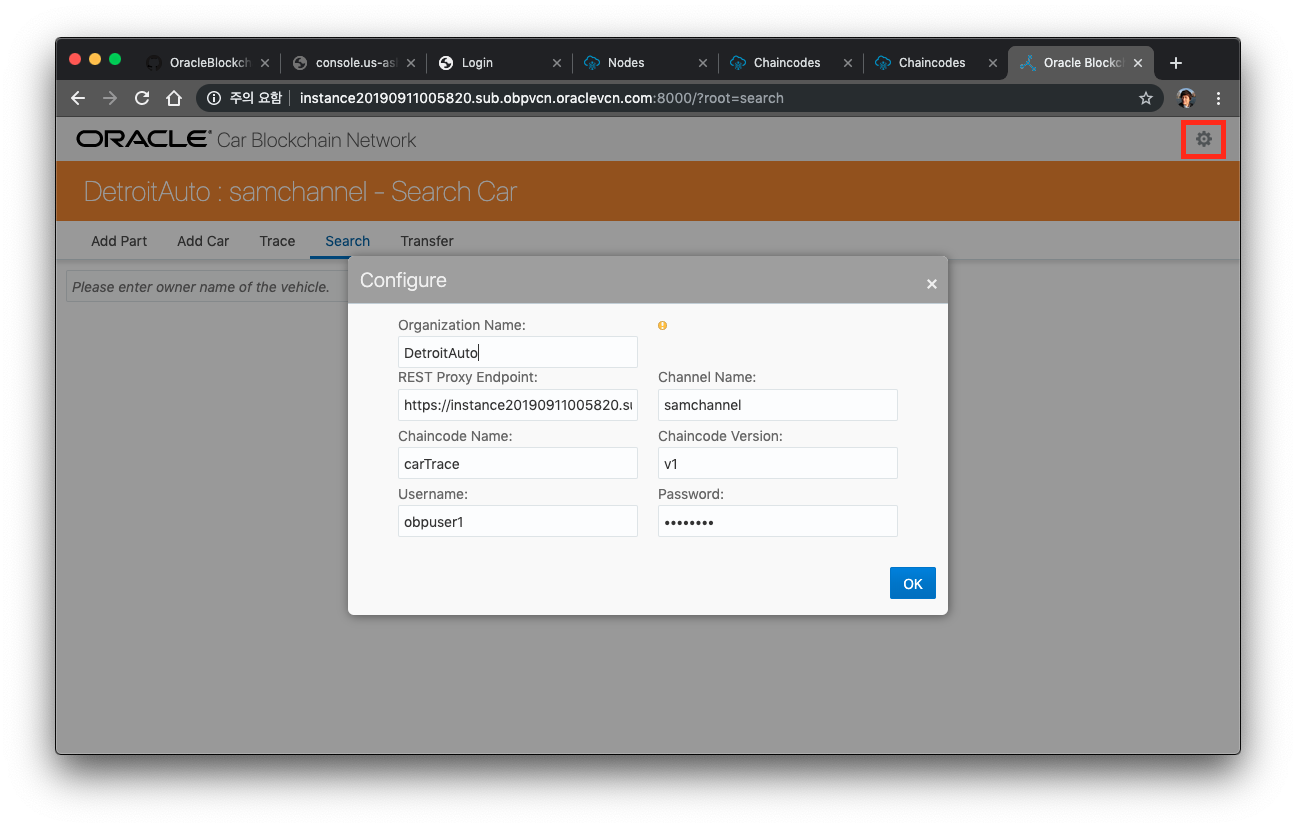 OracleBlockch
console.us-as
Login
Nodes
Chaincodes
Chaincodes
Oracle Blockc
주의 요함
instance20190911005820.sub.obpvcn.oraclevcn.com:8000/?root=search
ORACLE® Car Blockchain Network
DetroitAuto : samchannel - Search Car
Add Part Add Car Trace Search Transfer
Please enter owner name of the vehicle.
Configure
Organization Name:
DetroitAuto
REST Proxy Endpoint: Channel Name:
https://instance20190911005820.su samchannel
Chaincode Name: Chaincode Version:
carTrace v1
Username: Password:
obpuser1 ••••••••
OK